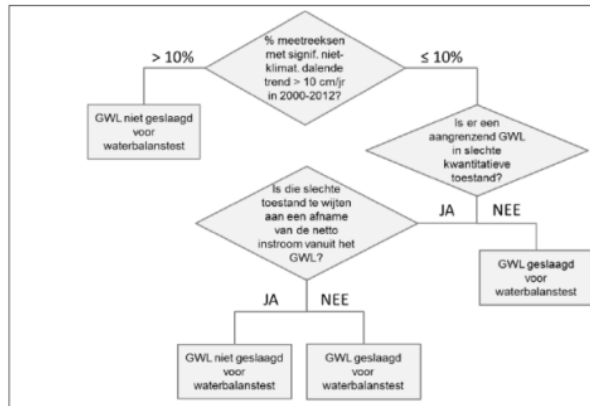 % meetreeksen
met signif. niet-
klimat. dalende
trend > 10 cm/jr
in 2000-2012?
> 10%
≤ 10%
GWL niet geslaagd
voor
waterbalanstest
Is er een
aangrenzend GWL
in slechte
kwantitatieve
toestand?
Is die slechte
toestand te wijten
aan een afname
van de netto
instroom vanuit het
GWL?
JA
NEE
GWL geslaagd
voor
waterbalanstest
JA
NEE
GWL niet geslaagd
voor
waterbalanstest
GWL geslaagd
voor
waterbalanstest